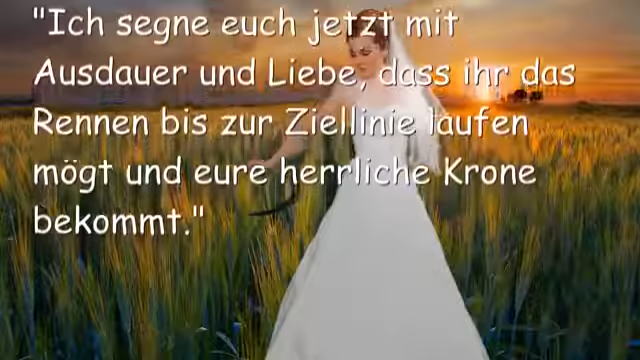 "Ich segne euch jetzt mit
Ausdauer und Liebe, dass ihr das
Rennen bis zur Ziellinie laufen
mögt und eure herrliche Krone
bekommt."